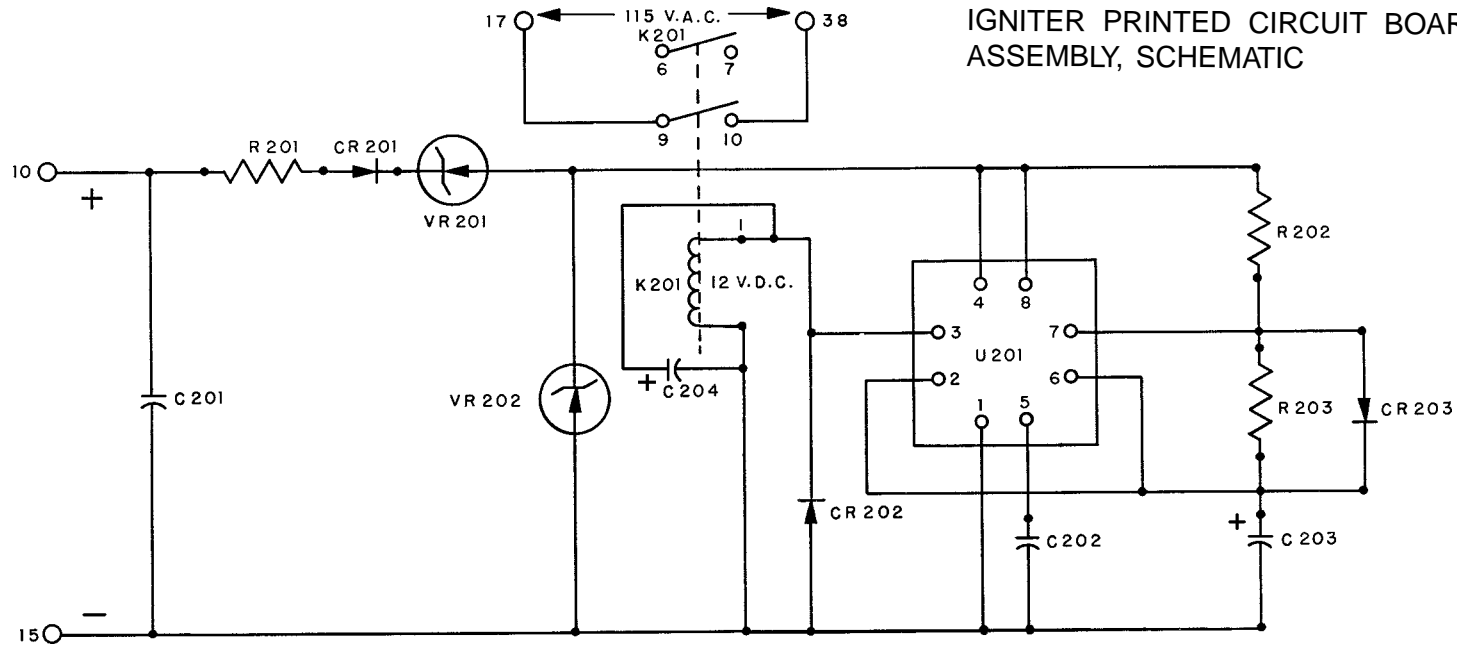 17 115 V.A.C. 38
IGNITER PRINTED CIRCUIT BOAR
ASSEMBLY, SCHEMATIC
K201
6 7
9 10
R201 CR201
10
+
VR201
1
R202
K201 12 V.D.C.
4 8
3 7
U201
2 6
+ C204
1 5
C201
VR202
R203 CR203
CR202
+
C202 C203
−
15